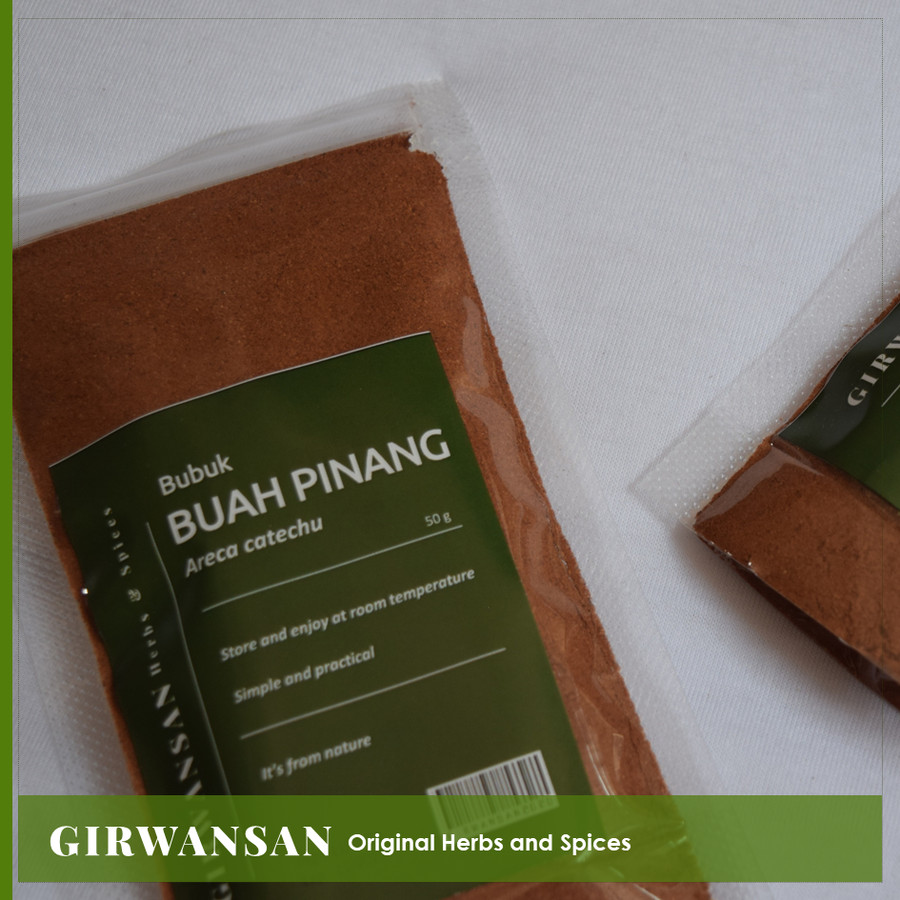 Bubuk
BUAH PINANG
Areca catechu
50 g
Store and enjoy at room temperature
Simple and practical
It's from nature
GIRWANSAN Herbs & Spices
GIRW
GIRWANSAN Original Herbs and Spices